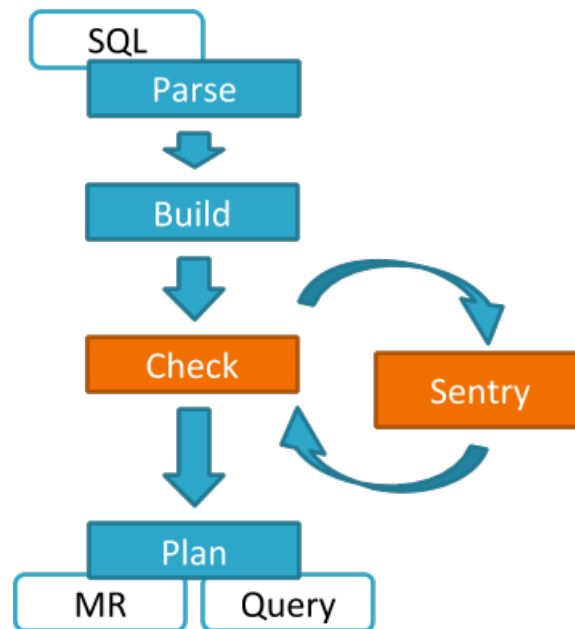 SQL
Parse
Build
Check
Sentry
Plan
MR
Query